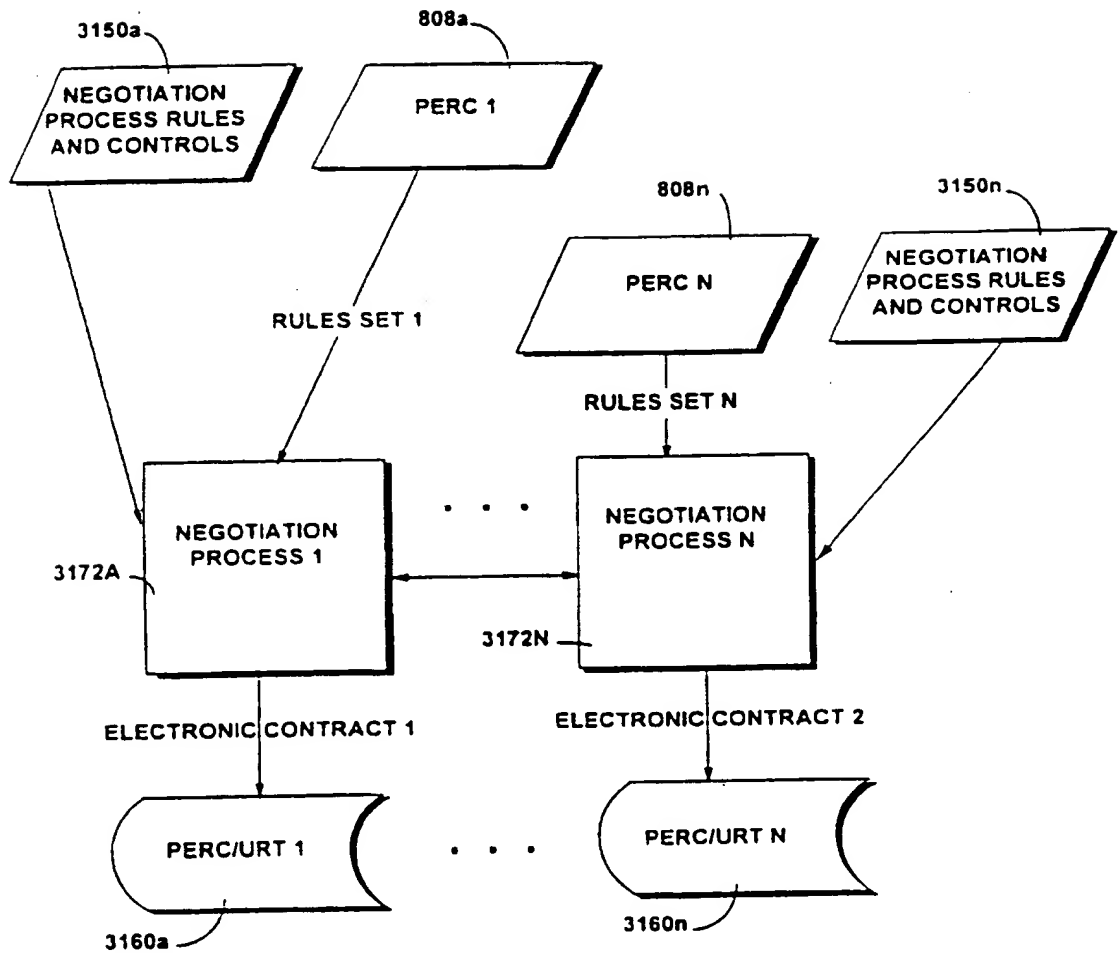 3150a
808a
NEGOTIATION
PROCESS RULES
AND CONTROLS
PERC 1
808n
3150n
PERC N
NEGOTIATION
PROCESS RULES
AND CONTROLS
RULES SET 1
RULES SET N
NEGOTIATION
PROCESS 1
. . .
NEGOTIATION
PROCESS N
3172A
3172N
ELECTRONIC CONTRACT 1
ELECTRONIC CONTRACT 2
PERC/URT 1
. . .
PERC/URT N
3160a
3160n